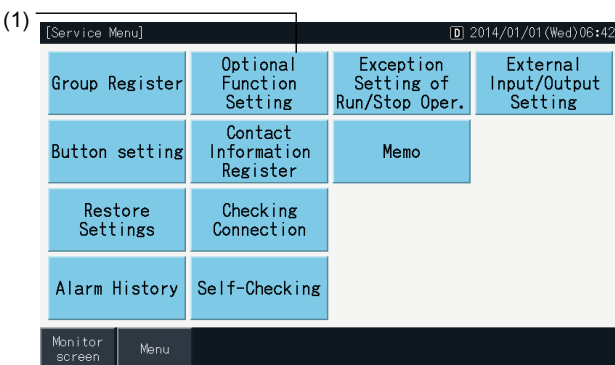 (1)
[Service Menu]
D 2014/01/01(Wed)06:42
Group Register
Optional
Function
Setting
Exception
Setting of
Run/Stop Oper.
External
Input/Output
Setting
Button setting
Contact
Information
Register
Memo
Restore
Settings
Checking
Connection
Alarm History
Self-Checking
Monitor
screen
Menu